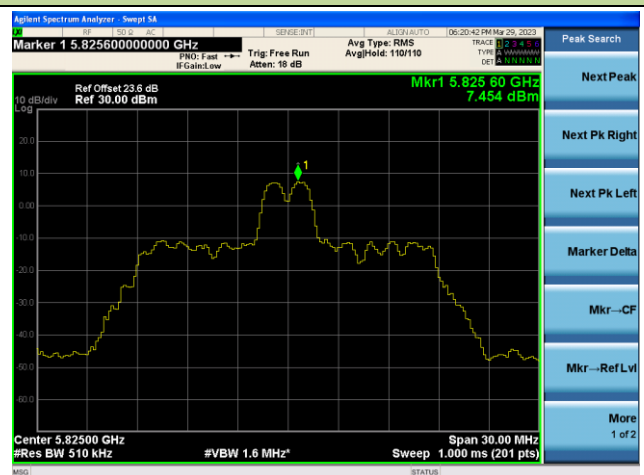 Agilent Spectrum Analyzer - Swept SA
RF 50 Ω AC SENSE:INT ALIGNAUTO 06:20:42 PM Mar 29, 2023
Marker 1 5.825600000000 GHz
PNO: Fast
IFGain:Low
Trig: Free Run
Atten: 18 dB
Avg Type: RMS
Avg|Hold: 110/110
TRACE 1 2 3 4 5 6
TYPE A
DET A N N N N N
Ref Offset 23.6 dB
Ref 30.00 dBm
10 dB/div
Log
Mkr1 5.825 60 GHz
7.454 dBm
1
20.0
10.0
0.00
-10.0
-20.0
-30.0
-40.0
-50.0
-60.0
Center 5.82500 GHz
Span 30.00 MHz
#Res BW 510 kHz
#VBW 1.6 MHz*
Sweep 1.000 ms (201 pts)
MSG
STATUS
Peak Search
Next Peak
Next Pk Right
Next Pk Left
Marker Delta
Mkr→CF
Mkr→Ref Lvl
More
1 of 2